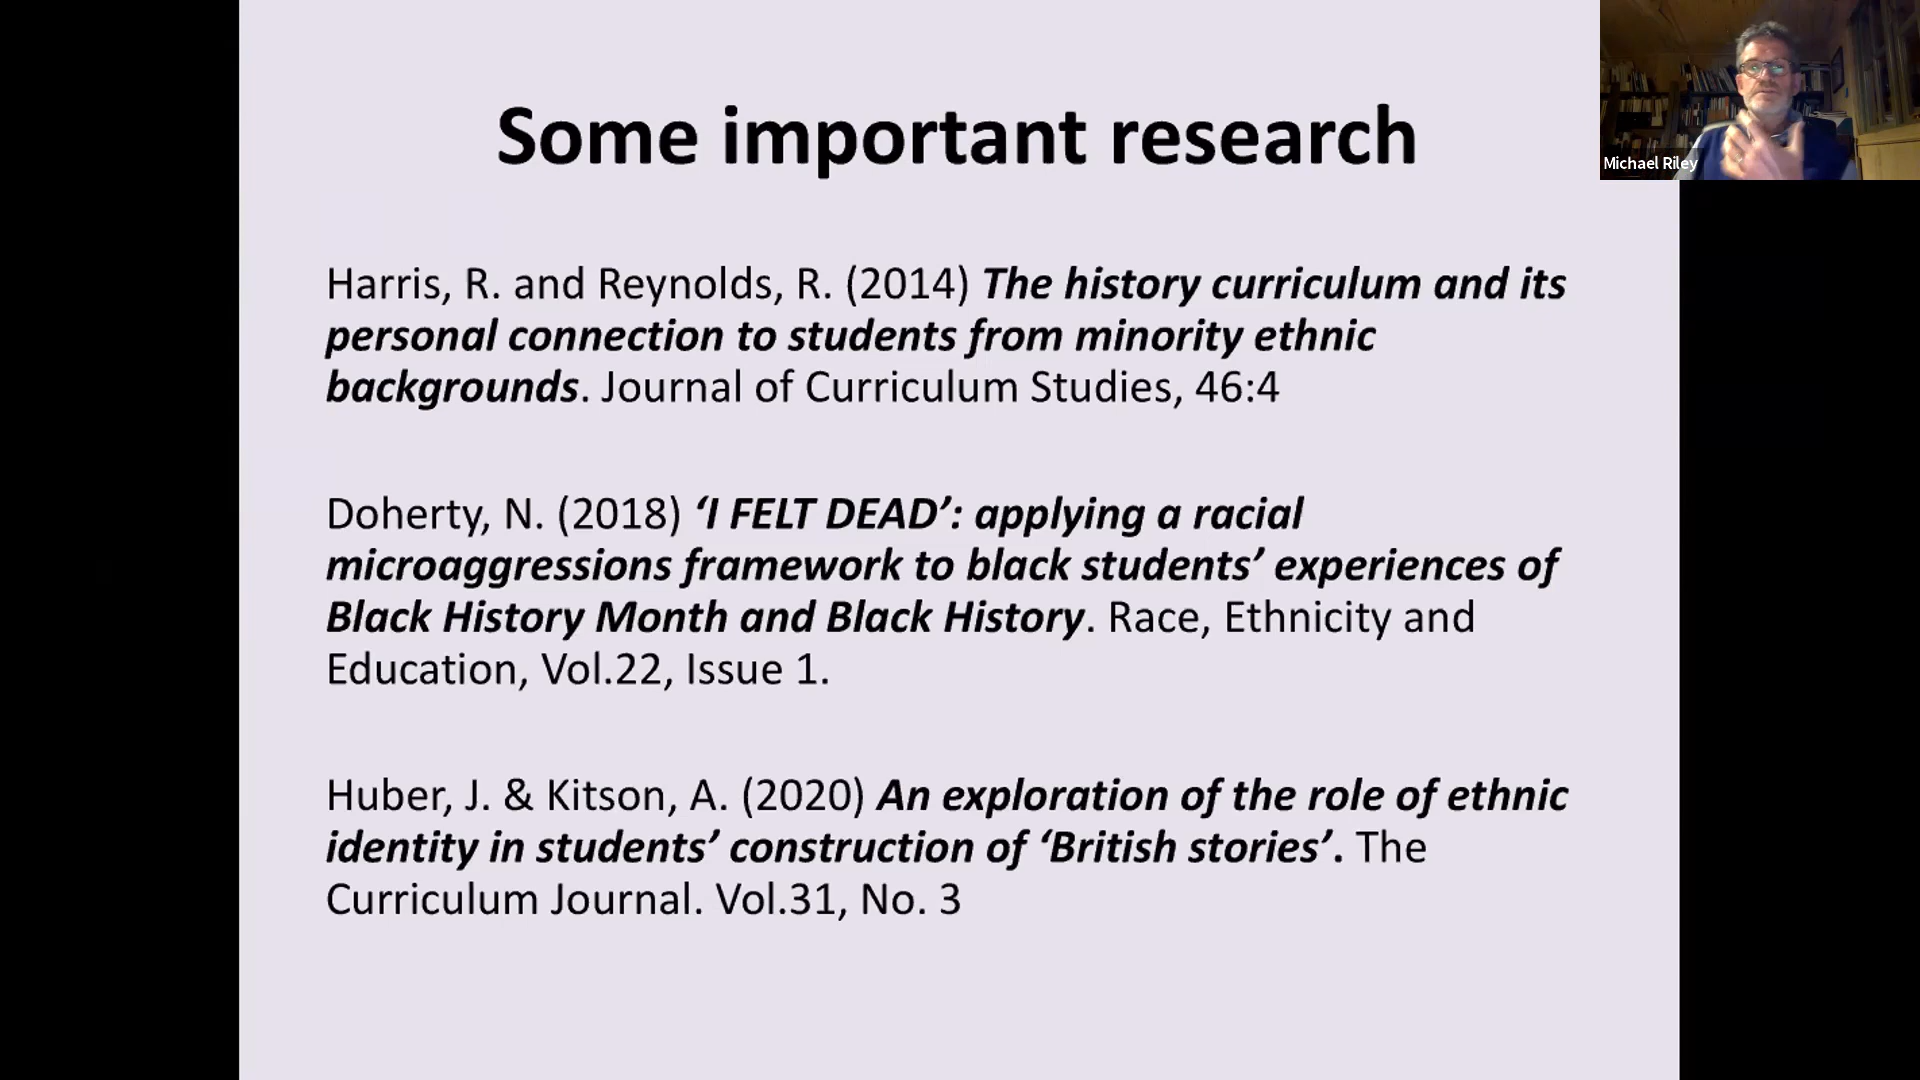 Some important research
Michael Riley
Harris, R. and Reynolds, R. (2014) The history curriculum and its
personal connection to students from minority ethnic
backgrounds. Journal of Curriculum Studies, 46:4
Doherty, N. (2018) ‘I FELT DEAD’: applying a racial
microaggressions framework to black students’ experiences of
Black History Month and Black History. Race, Ethnicity and
Education, Vol.22, Issue 1.
Huber, J. & Kitson, A. (2020) An exploration of the role of ethnic
identity in students’ construction of ‘British stories’. The
Curriculum Journal. Vol.31, No. 3